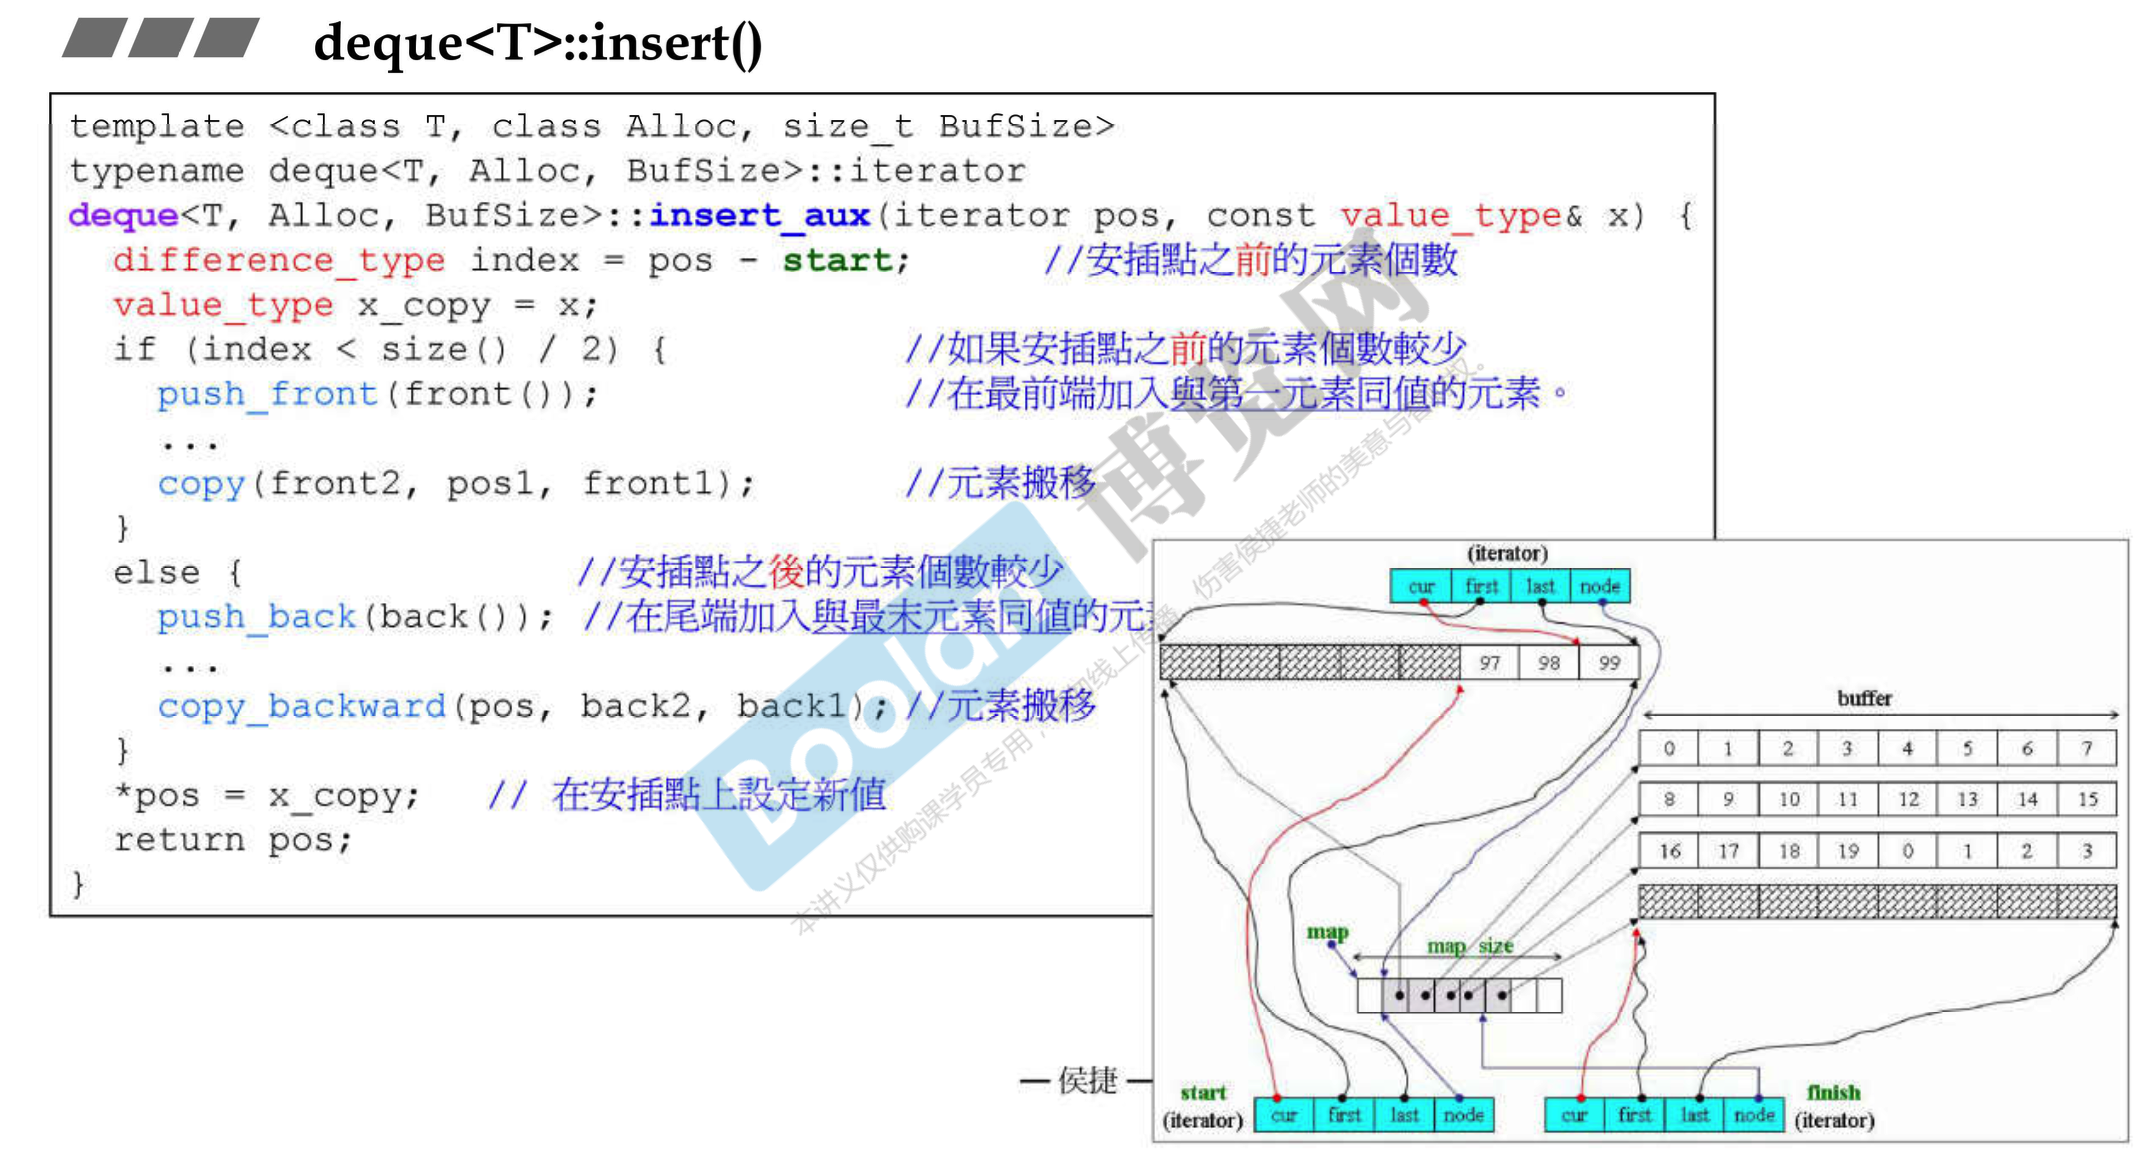 deque<T>::insert()
template <class T, class Alloc, size_t BufSize>
typename deque<T, Alloc, BufSize>::iterator
deque<T, Alloc, BufSize>::insert_aux(iterator pos, const value_type& x) {
difference_type index = pos - start; //安插點之前的元素個數
value_type x_copy = x;
if (index < size() / 2) { //如果安插點之前的元素個數較少
push_front(front()); //在最前端加入與第一元素同值的元素。
...
copy(front2, pos1, front1); //元素搬移
}
else { //安插點之後的元素個數較少
push_back(back()); //在尾端加入與最末元素同值的元
...
copy_backward(pos, back2, back1); //元素搬移
}
*pos = x_copy; // 在安插點上設定新值
return pos;
}
博览网
Boolan
本讲义仅供购课学员专用,
线上传播
伤害侯捷老师的美意与
权。
(iterator)
cur first last node
97 98 99
buffer
0 1 2 3 4 5 6 7
8 9 10 11 12 13 14 15
16 17 18 19 0 1 2 3
map
map size
start
(iterator)
cur first last node
cur first last node
finish
(iterator)
— 侯捷 —